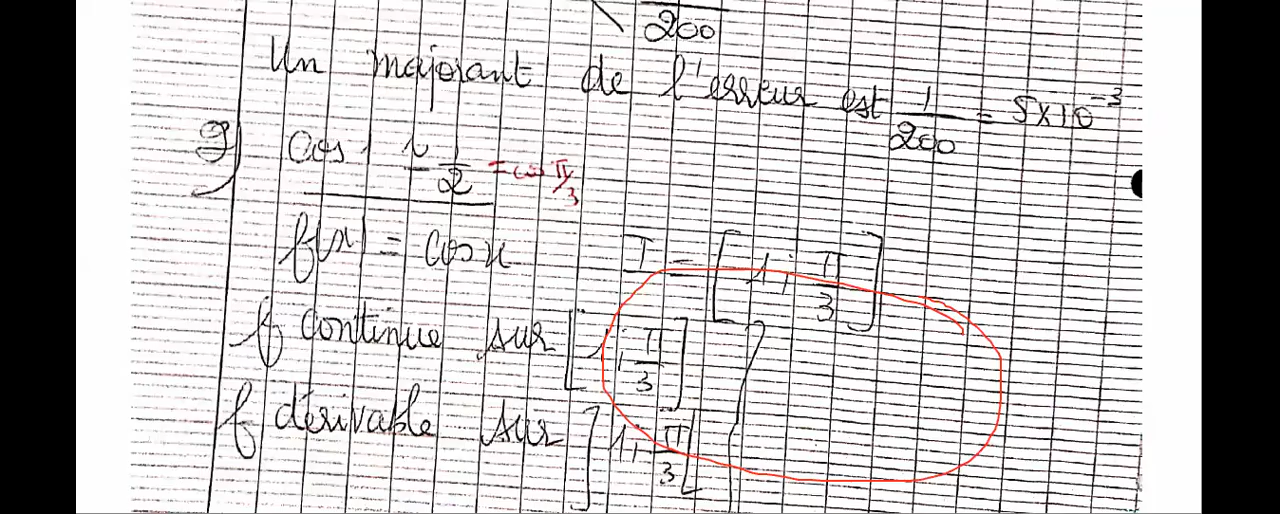 200
Un majorant de l'erreur est 1/200 = 5×10⁻³
3) cos 1 ≃ 1/2 = cos π/3
f(x) = cos x I = [1; π/3]
f continue sur [1; π/3]
f dérivable sur ]1; π/3[